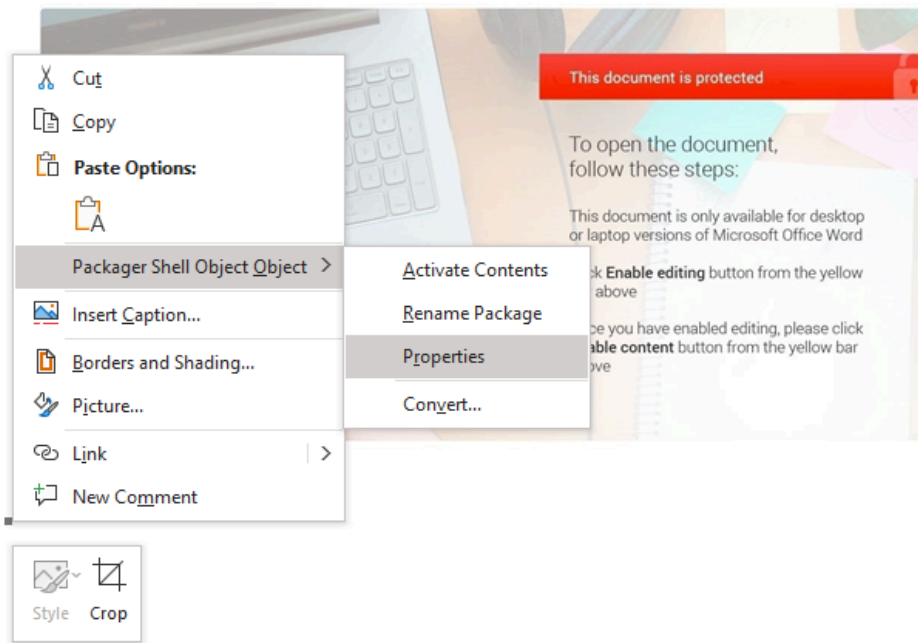 Cut
Copy
Paste Options:
A
Packager Shell Object Object
Insert Caption...
Borders and Shading...
Picture...
Link
New Comment
Style
Crop
Activate Contents
Rename Package
Properties
Convert...
This document is protected
To open the document,
follow these steps:
This document is only available for desktop
or laptop versions of Microsoft Office Word
Enable editing button from the yellow
above
you have enabled editing, please click
content button from the yellow bar